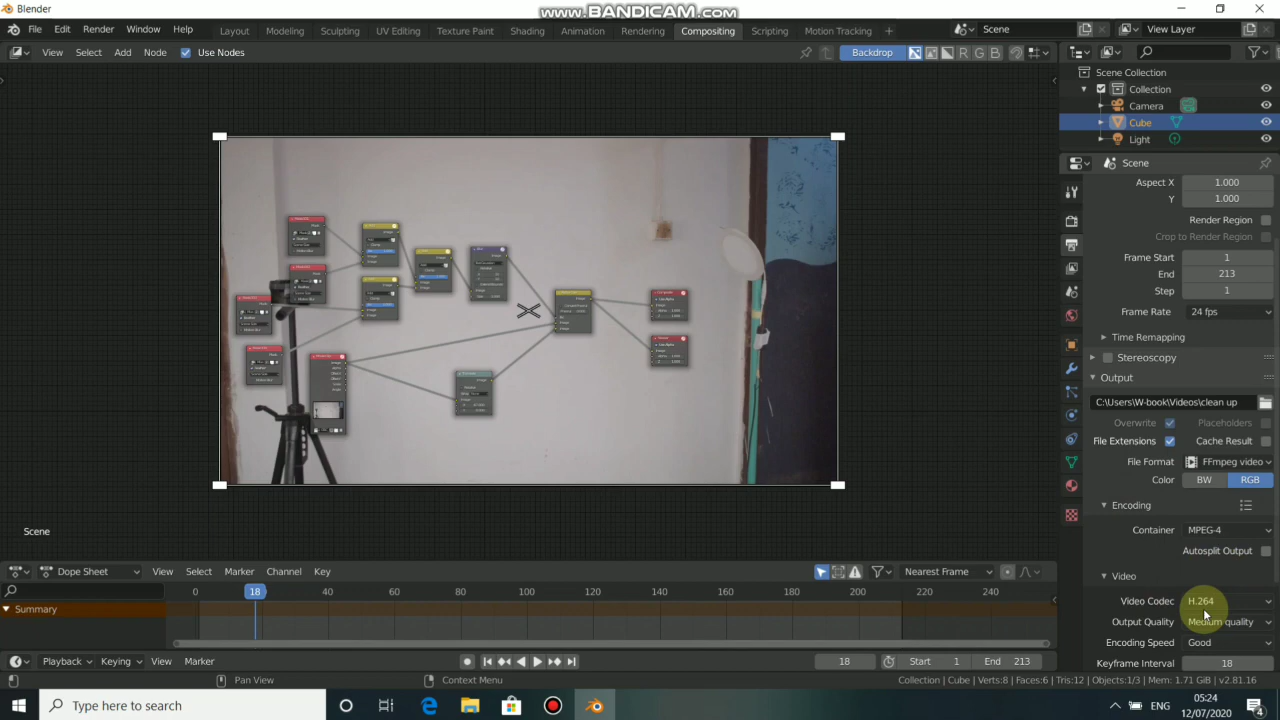 Blender
www.BANDICAM.com
File Edit Render Window Help
Layout Modeling Sculpting UV Editing Texture Paint Shading Animation Rendering Compositing Scripting Motion Tracking +
Scene
View Layer
View Select Add Node Use Nodes
Backdrop
R G B
Scene Collection
Collection
Camera
Cube
Light
Scene
Aspect X 1.000
Y 1.000
Render Region
Crop to Render Region
Frame Start 1
End 213
Step 1
Frame Rate 24 fps
Time Remapping
Stereoscopy
Output
C:\Users\W-book\Videos\clean up
Overwrite Placeholders
File Extensions Cache Result
File Format FFmpeg video
Color BW RGB
Encoding
Container MPEG-4
Autosplit Output
Video
Video Codec H.264
Output Quality Medium quality
Encoding Speed Good
Keyframe Interval 18
Scene
Dope Sheet View Select Marker Channel Key
Nearest Frame
0 18 40 60 80 100 120 140 160 180 200 220 240
Summary
Playback Keying View Marker
18
Start 1
End 213
Pan View
Context Menu
Collection | Cube | Verts:8 | Faces:6 | Tris:12 | Objects:1/3 | Mem: 1.71 GiB | v2.81.16
Type here to search
ENG
05:24
12/07/2020
4